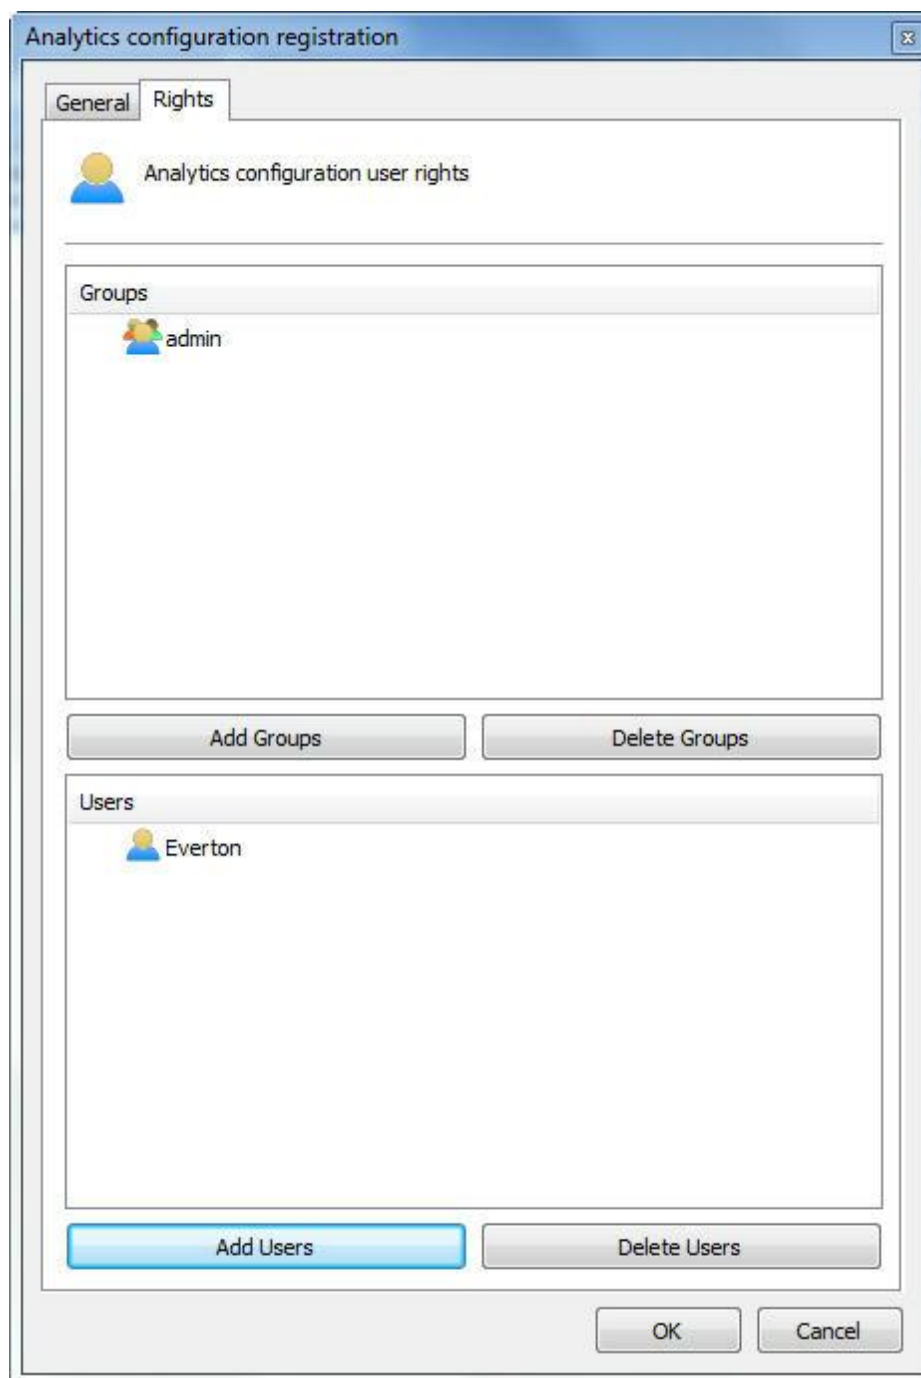 Analytics configuration registration
General Rights
Analytics configuration user rights
Groups
admin
Add Groups Delete Groups
Users
Everton
Add Users Delete Users
OK Cancel